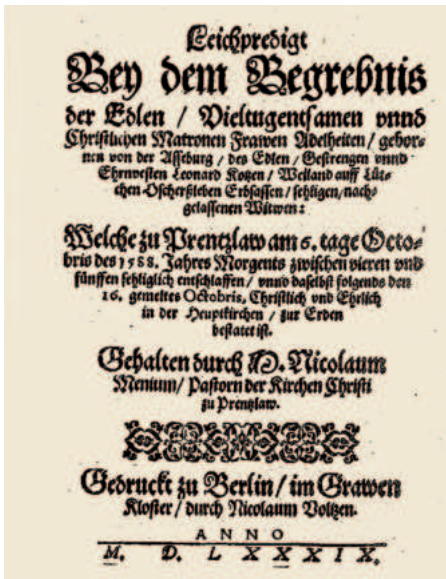 Leichpredigt
Bey dem Begrebnis
der Edlen / Vieltugentsamen vnnd
Christlichen Matronen Frawen Adelheiten / gebor-
nen von der Asseburg / des Edlen / Gestrengen vnnd
Ehrnvesten Leonard Kotzen / Weiland auff Lüt-
chen Oscherßleben Erbsassen / sehligen / nach-
gelassenen Witwen:
Welche zu Prentzlaw am 6. tage Octo-
bris des 1588. Jahres Morgents zwischen vieren vnd
fünffen sehliglich entschlaffen / vnnd daselbst folgends den
16. gemeltes Octobris, Christlich vnd Ehrlich
in der Heuptkirchen / zur Erden
bestatet ist.
Gehalten durch M. Nicolaum
Menium / Pastorn der Kirchen Christi
zu Prentzlaw.
Gedruckt zu Berlin / im Grawen
Kloster / durch Nicolaum Voltzen.
ANNO
M. D. LXXXIX.